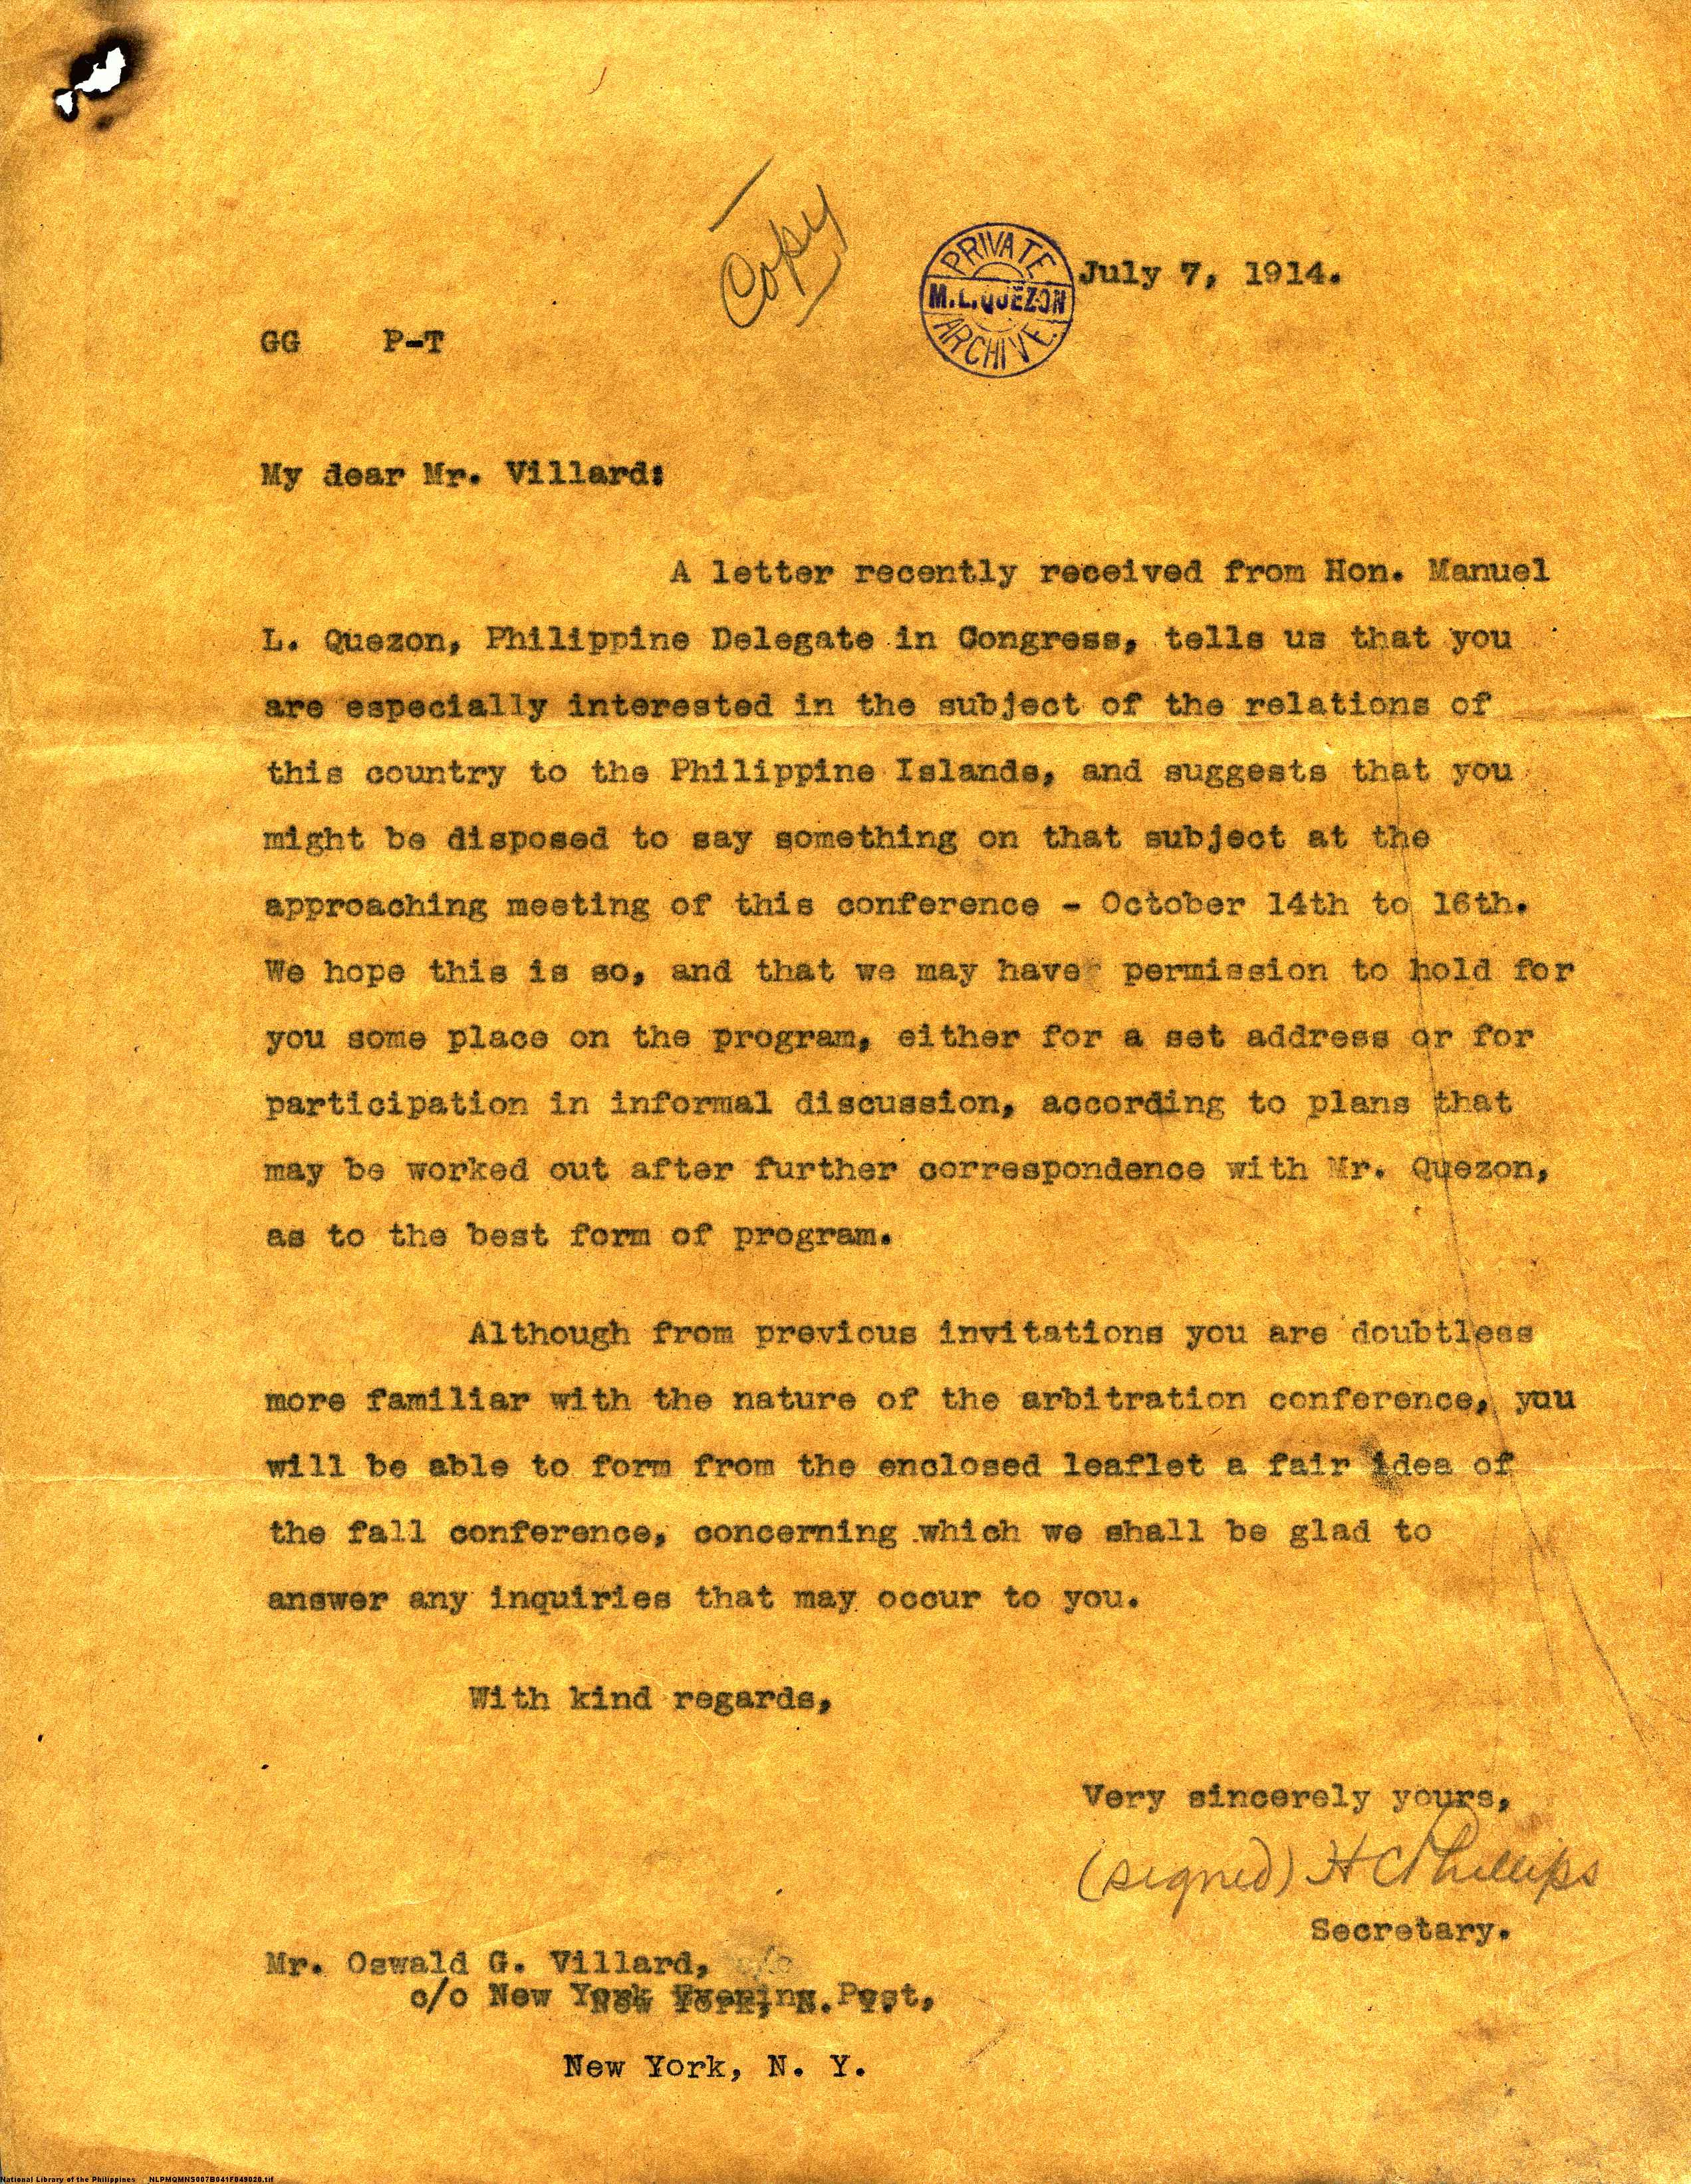 Copy
PRIVATE
M.L.QUEZON
ARCHIVE
July 7, 1914.
GG P-T
My dear Mr. Villard:
A letter recently received from Hon. Manuel
L. Quezon, Philippine Delegate in Congress, tells us that you
are especially interested in the subject of the relations of
this country to the Philippine Islands, and suggests that you
might be disposed to say something on that subject at the
approaching meeting of this conference - October 14th to 16th.
We hope this is so, and that we may have permission to hold for
you some place on the program, either for a set address or for
participation in informal discussion, according to plans that
may be worked out after further correspondence with Mr. Quezon,
as to the best form of program.
Although from previous invitations you are doubtless
more familiar with the nature of the arbitration conference, yuu
will be able to form from the enclosed leaflet a fair idea of
the fall conference, concerning which we shall be glad to
answer any inquiries that may occur to you.
With kind regards,
Very sincerely yours,
(signed) H C Phillips
Secretary.
Mr. Oswald G. Villard,
c/o New York Evening Post,
New York, N. Y.
National Library of the Philippines NLPMQMNS007B041F049020.tif